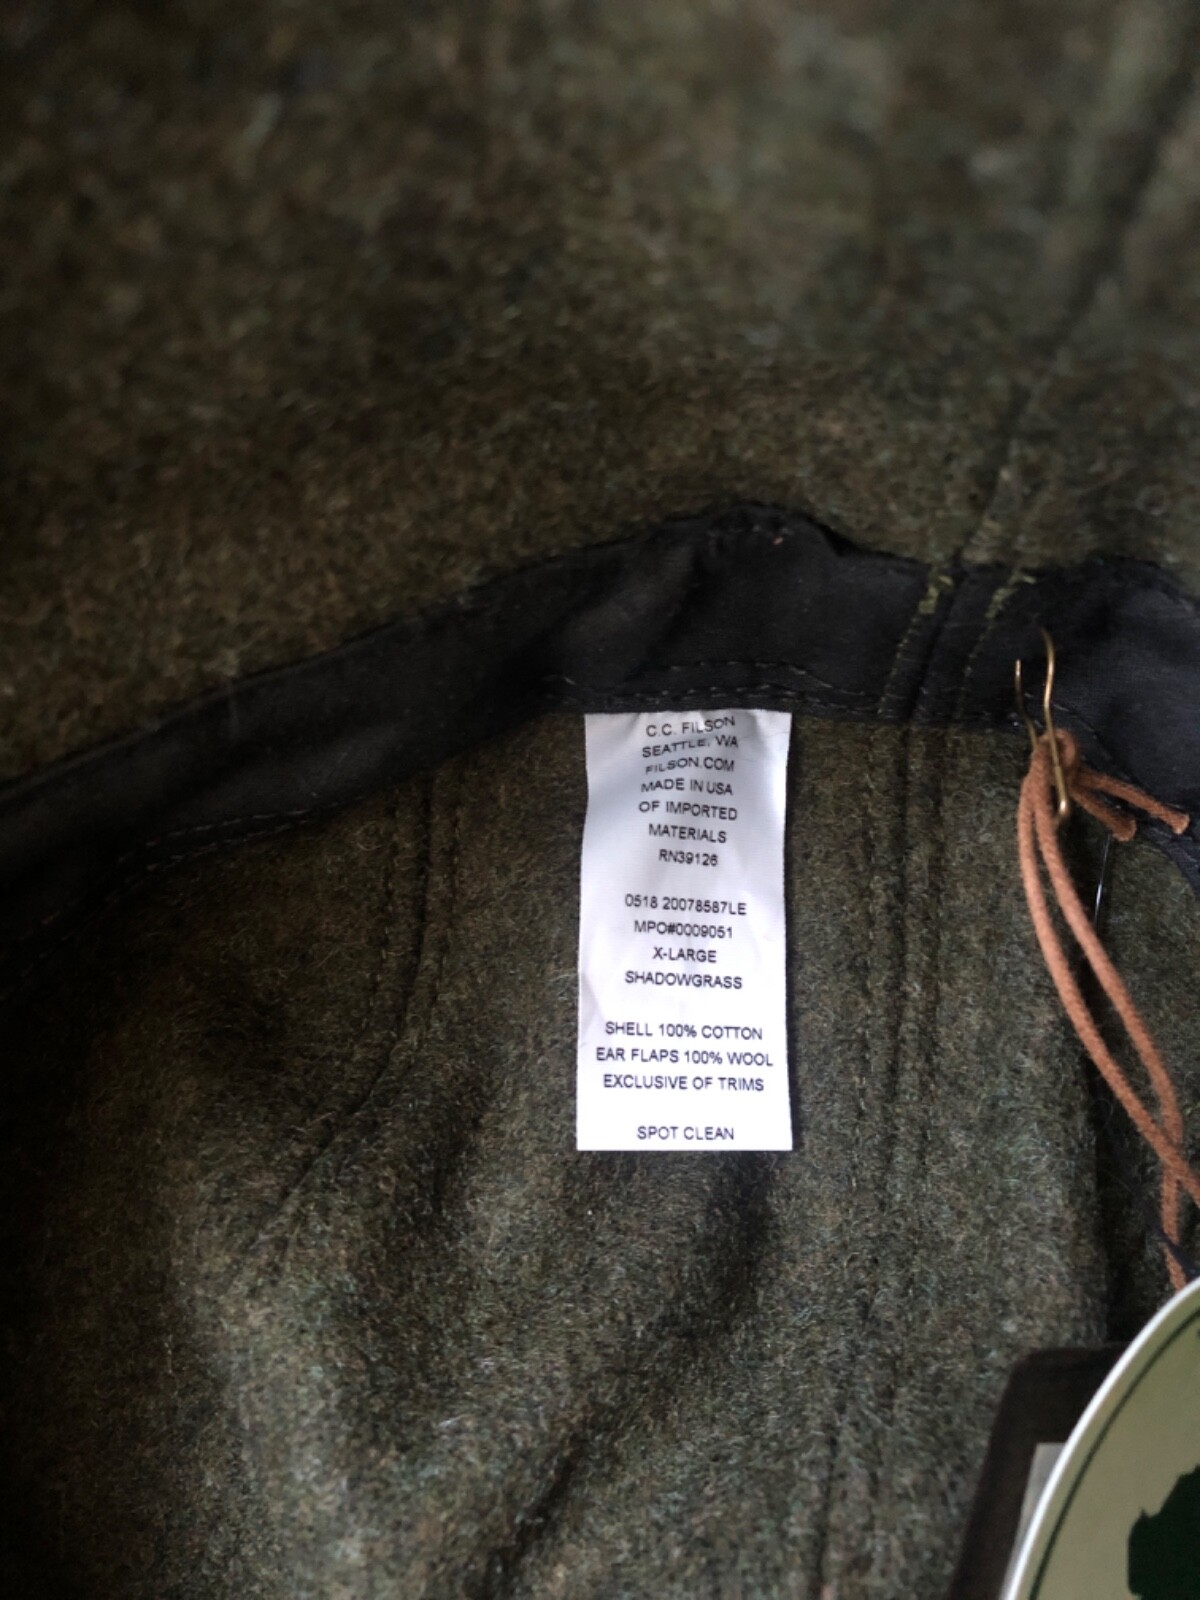 C.C. FILSON
SEATTLE, WA
FILSON.COM
MADE IN USA
OF IMPORTED
MATERIALS
RN39126
0518 20078587LE
MPO#0009051
X-LARGE
SHADOWGRASS
SHELL 100% COTTON
EAR FLAPS 100% WOOL
EXCLUSIVE OF TRIMS
SPOT CLEAN